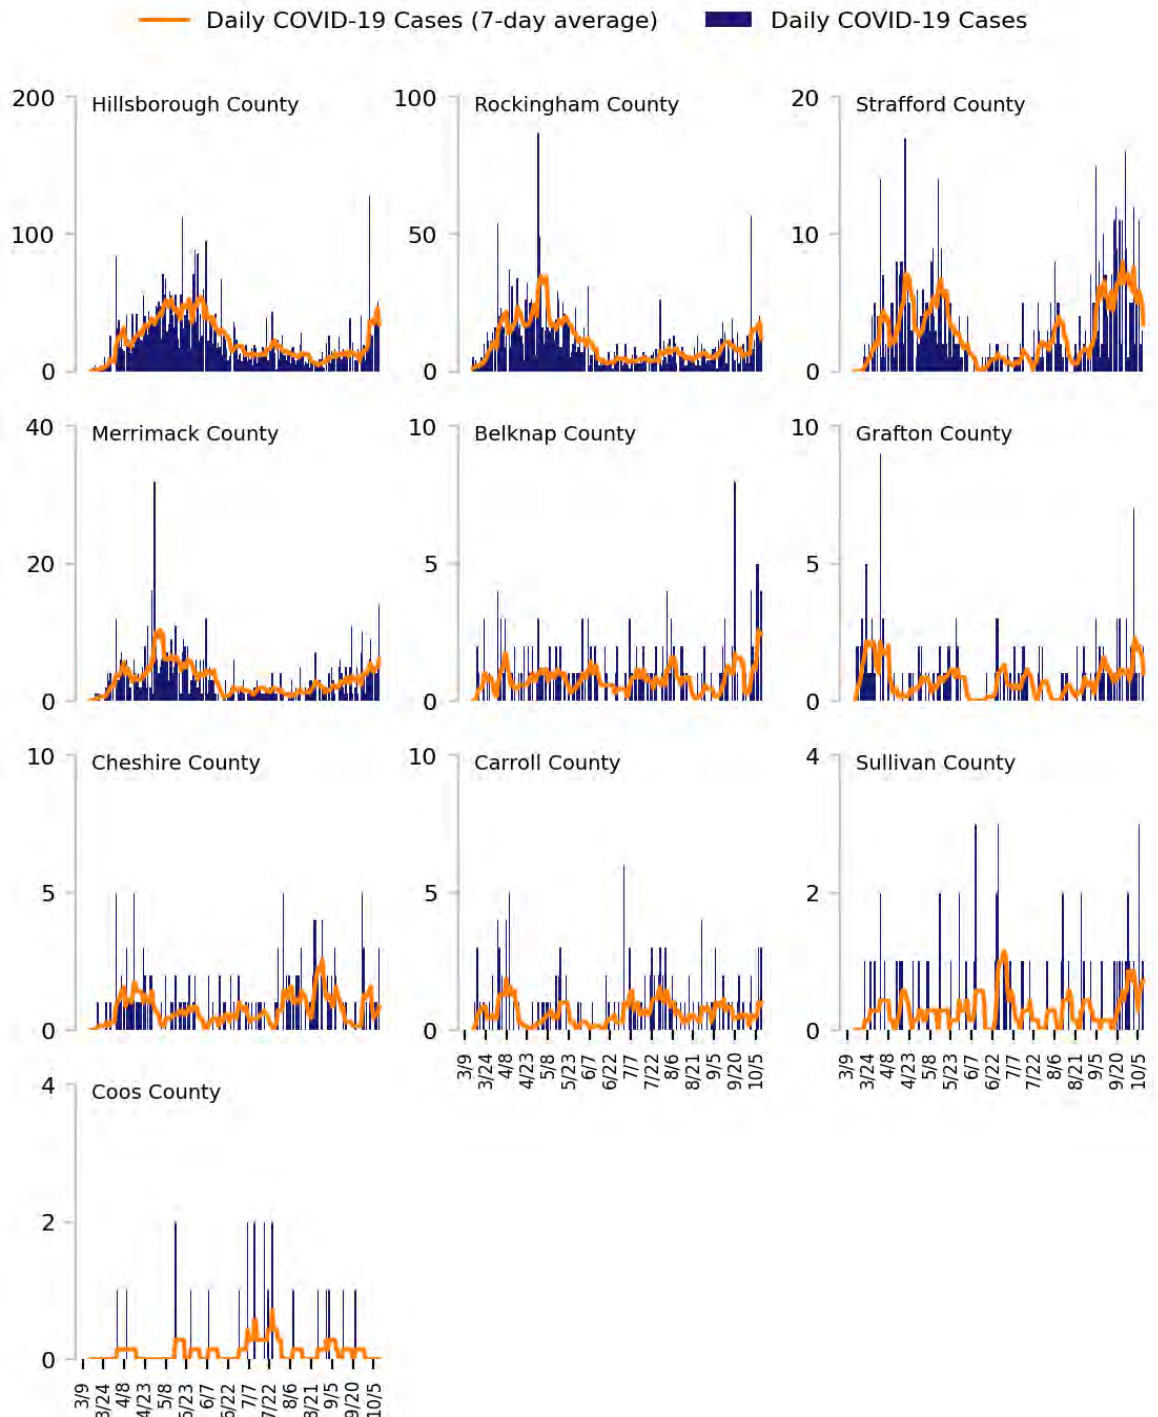 Daily COVID-19 Cases (7-day average) Daily COVID-19 Cases
200 Hillsborough County 100 Rockingham County 20 Strafford County
100 50 10
0 0 0
40 Merrimack County 10 Belknap County 10 Grafton County
20 5 5
0 0 0
10 Cheshire County 10 Carroll County 4 Sullivan County
5 5 2
0 0 0
3/9 3/24 4/8 4/23 5/8 5/23 6/7 6/22 7/7 7/22 8/6 8/21 9/5 9/20 10/5 3/9 3/24 4/8 4/23 5/8 5/23 6/7 6/22 7/7 7/22 8/6 8/21 9/5 9/20 10/5
4 Coos County
2
0
3/9 3/24 4/8 4/23 5/8 5/23 6/7 6/22 7/7 7/22 8/6 8/21 9/5 9/20 10/5